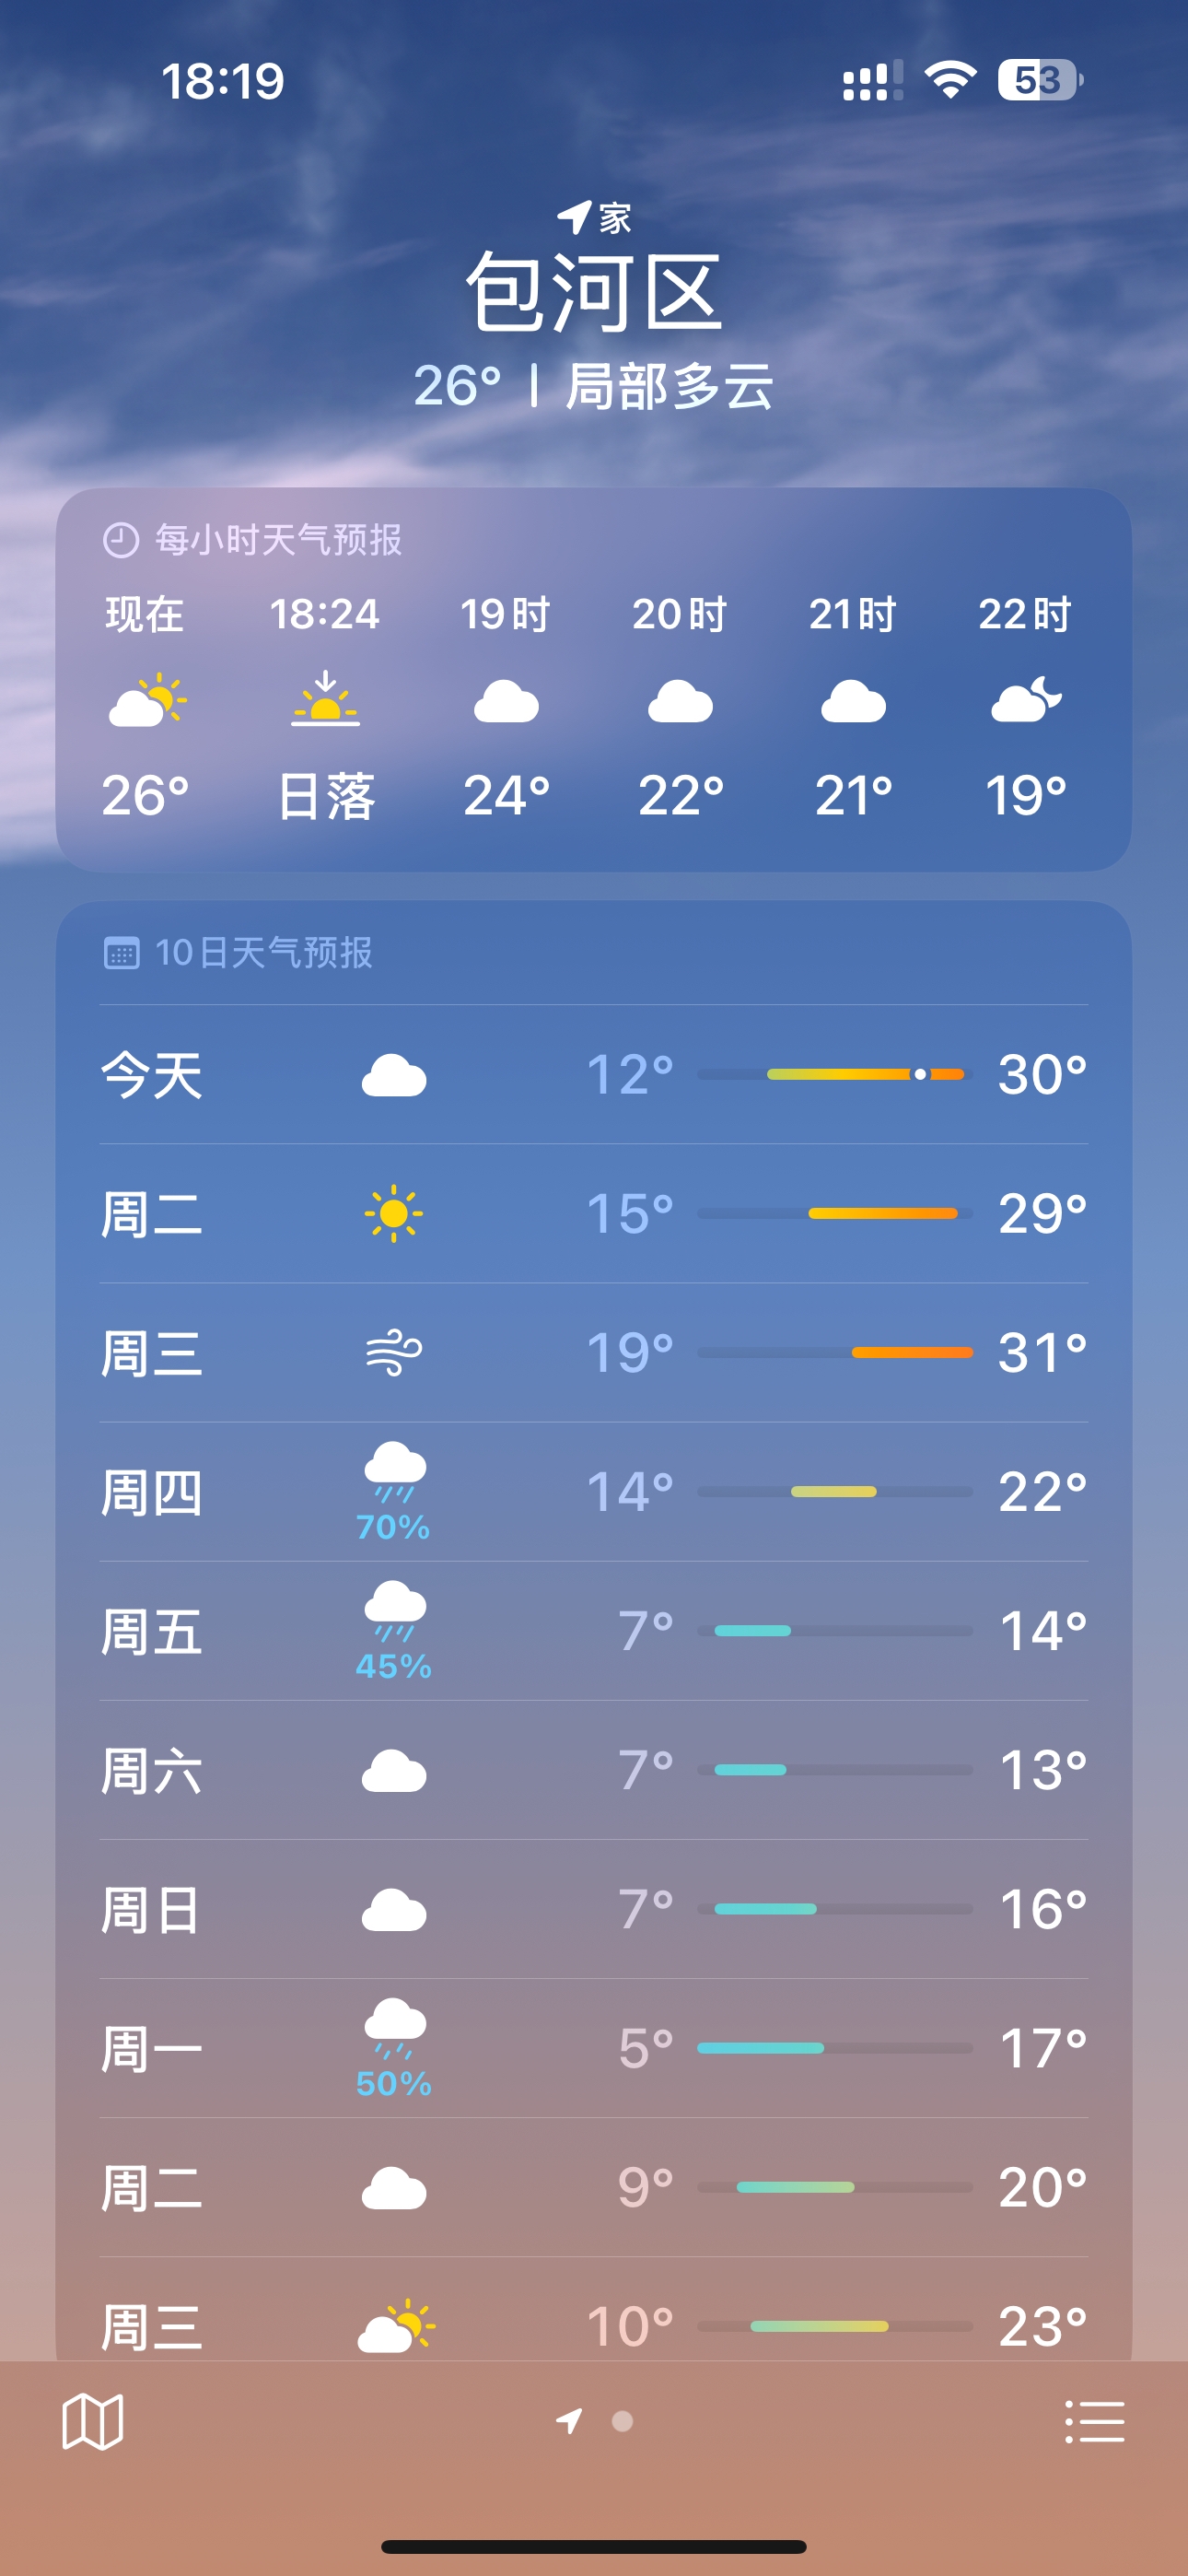 18:19 53
家
包河区
26° | 局部多云
每小时天气预报
现在 18:24 19时 20时 21时 22时
26° 日落 24° 22° 21° 19°
10日天气预报
今天 12° 30°
周二 15° 29°
周三 19° 31°
周四 70% 14° 22°
周五 45% 7° 14°
周六 7° 13°
周日 7° 16°
周一 50% 5° 17°
周二 9° 20°
周三 10° 23°